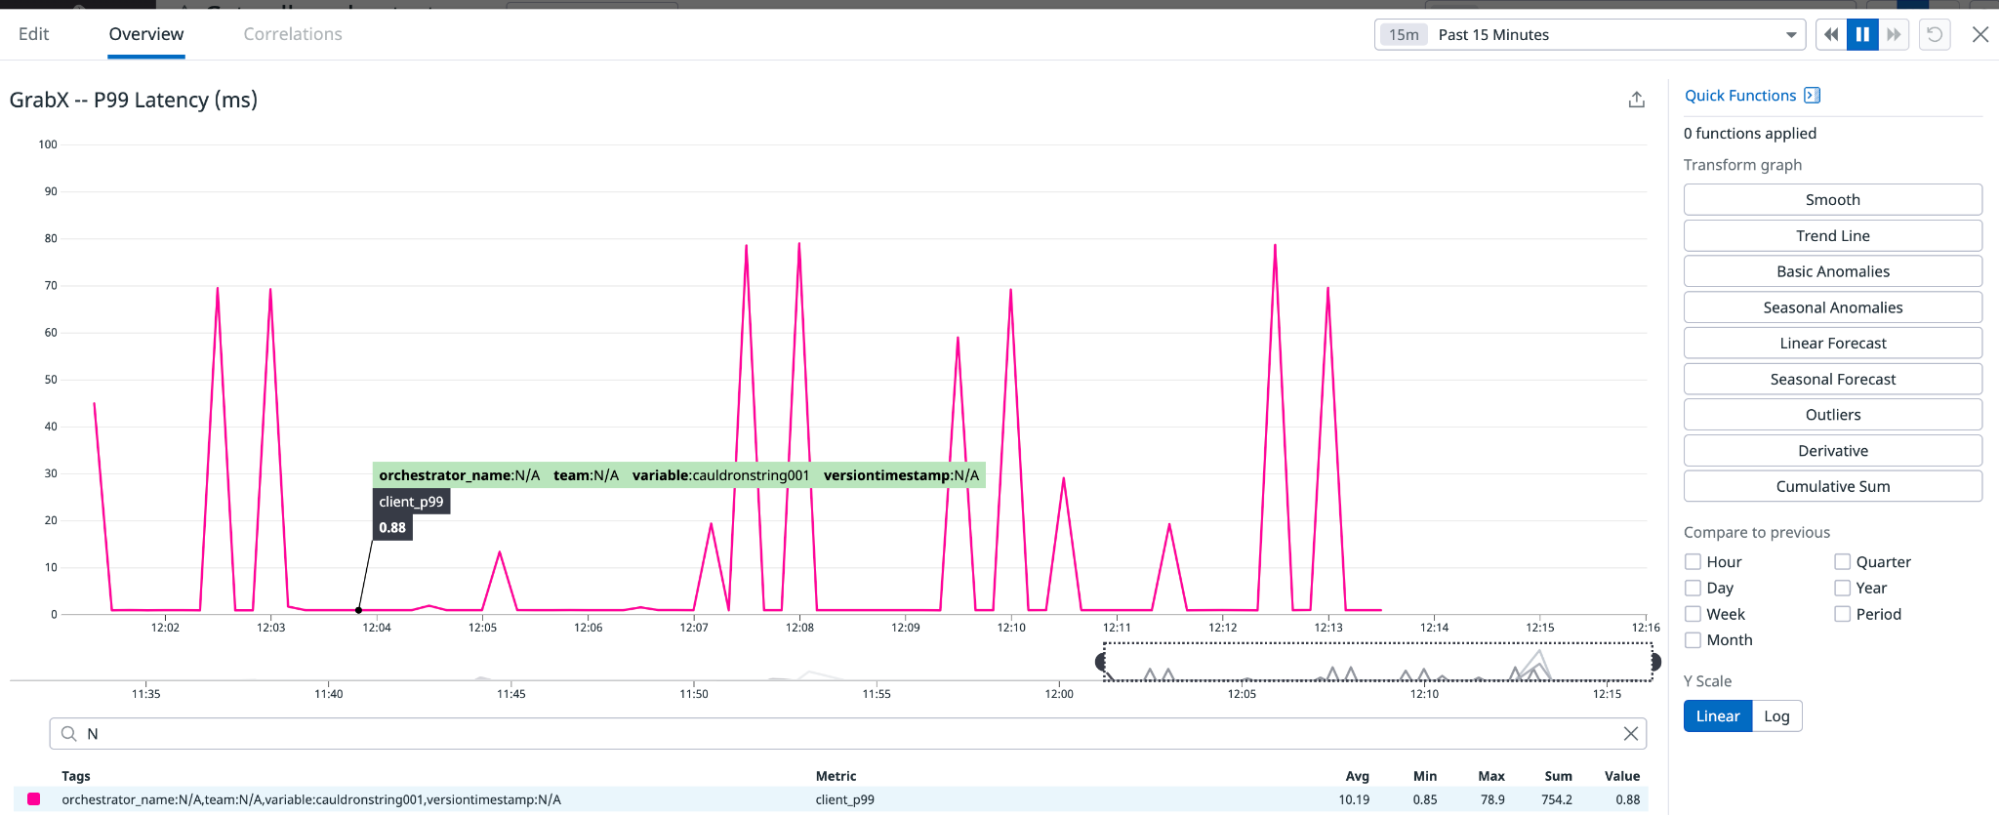 Edit Overview Correlations 15m Past 15 Minutes
GrabX -- P99 Latency (ms)
100
90
80
70
60
50
40
30
20
10
0
orchestrator_name:N/A team:N/A variable:cauldronstring001 versiontimestamp:N/A
client_p99
0.88
12:02 12:03 12:04 12:05 12:06 12:07 12:08 12:09 12:10 12:11 12:12 12:13 12:14 12:15 12:16
11:35 11:40 11:45 11:50 11:55 12:00 12:05 12:10 12:15
N
Tags Metric Avg Min Max Sum Value
orchestrator_name:N/A,team:N/A,variable:cauldronstring001,versiontimestamp:N/A client_p99 10.19 0.85 78.9 754.2 0.88
Quick Functions
0 functions applied
Transform graph
Smooth
Trend Line
Basic Anomalies
Seasonal Anomalies
Linear Forecast
Seasonal Forecast
Outliers
Derivative
Cumulative Sum
Compare to previous
Hour Quarter
Day Year
Week Period
Month
Y Scale
Linear Log